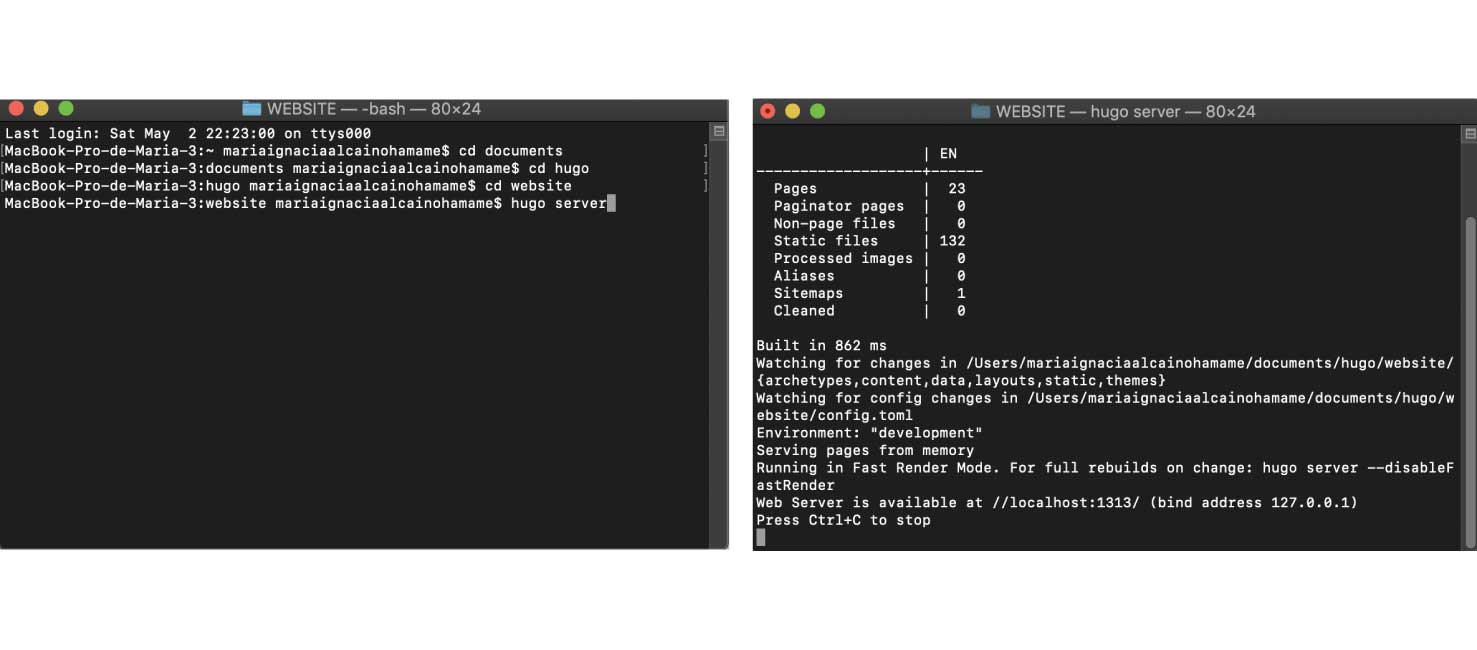 WEBSITE — -bash — 80×24
Last login: Sat May  2 22:23:00 on ttys000
[MacBook-Pro-de-Maria-3:~ mariaignaciaalcainohamame$ cd documents ]
[MacBook-Pro-de-Maria-3:documents mariaignaciaalcainohamame$ cd hugo ]
[MacBook-Pro-de-Maria-3:hugo mariaignaciaalcainohamame$ cd website ]
MacBook-Pro-de-Maria-3:website mariaignaciaalcainohamame$ hugo server
WEBSITE — hugo server — 80×24
                   | EN
-------------------+------
  Pages            |  23
  Paginator pages  |   0
  Non-page files   |   0
  Static files     | 132
  Processed images |   0
  Aliases          |   0
  Sitemaps         |   1
  Cleaned          |   0
Built in 862 ms
Watching for changes in /Users/mariaignaciaalcainohamame/documents/hugo/website/
{archetypes,content,data,layouts,static,themes}
Watching for config changes in /Users/mariaignaciaalcainohamame/documents/hugo/w
ebsite/config.toml
Environment: "development"
Serving pages from memory
Running in Fast Render Mode. For full rebuilds on change: hugo server --disableF
astRender
Web Server is available at //localhost:1313/ (bind address 127.0.0.1)
Press Ctrl+C to stop